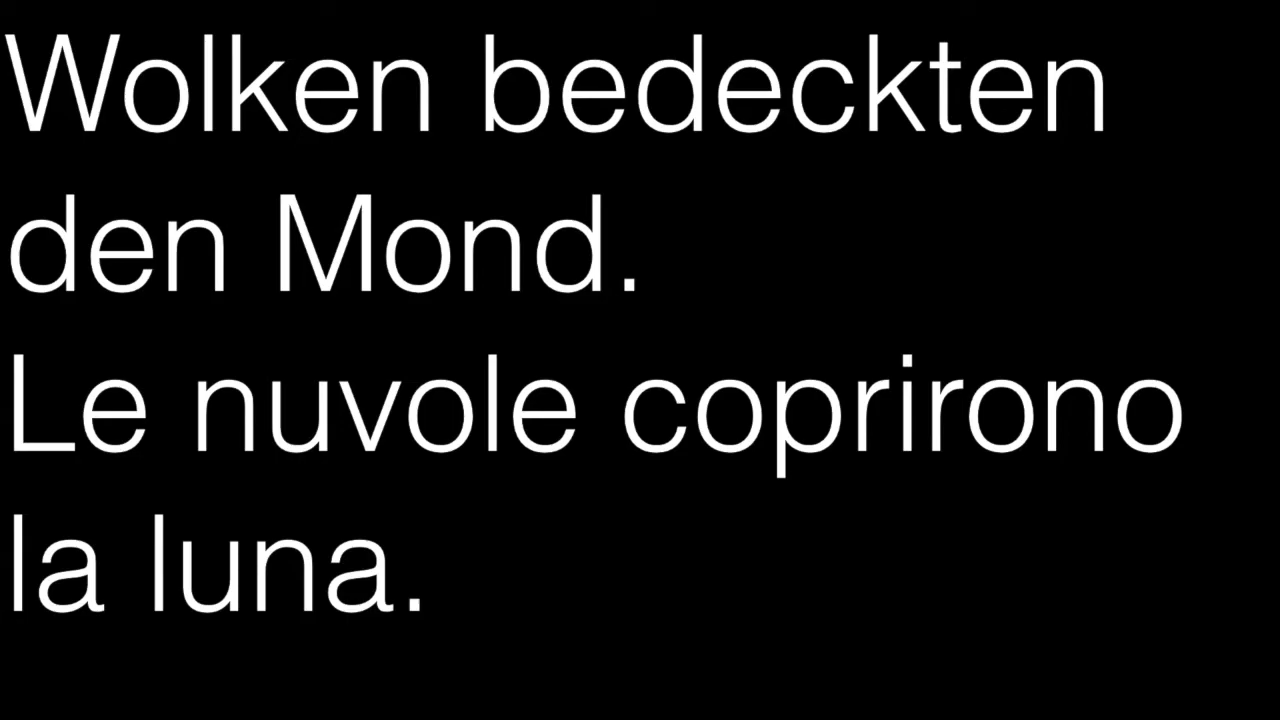 Wolken bedeckten
den Mond.
Le nuvole coprirono
la luna.